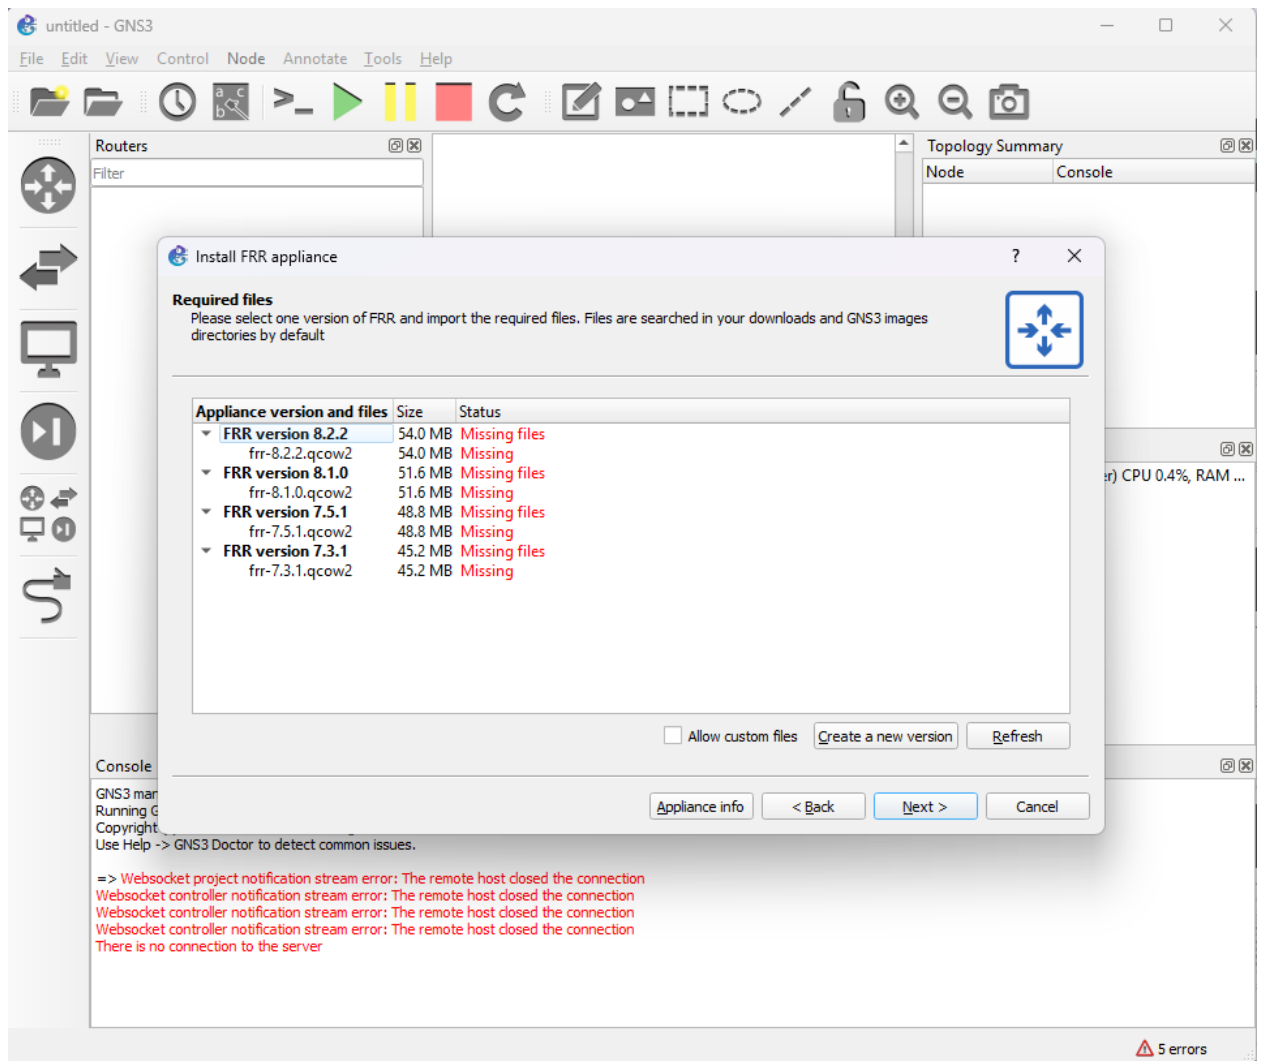 untitled - GNS3
File Edit View Control Node Annotate Tools Help
Routers
Topology Summary
Filter
Node Console
Install FRR appliance
?
Required files
Please select one version of FRR and import the required files. Files are searched in your downloads and GNS3 images
directories by default
Appliance version and files Size Status
FRR version 8.2.2 54.0 MB Missing files
frr-8.2.2.qcow2 54.0 MB Missing
FRR version 8.1.0 51.6 MB Missing files
frr-8.1.0.qcow2 51.6 MB Missing
FRR version 7.5.1 48.8 MB Missing files
frr-7.5.1.qcow2 48.8 MB Missing
FRR version 7.3.1 45.2 MB Missing files
frr-7.3.1.qcow2 45.2 MB Missing
CPU 0.4%, RAM ...
Allow custom files Create a new version Refresh
Appliance info < Back Next > Cancel
Console
GNS3
Running
Copyright
Use Help -> GNS3 Doctor to detect common issues.
=> Websocket project notification stream error: The remote host closed the connection
Websocket controller notification stream error: The remote host closed the connection
Websocket controller notification stream error: The remote host closed the connection
Websocket controller notification stream error: The remote host closed the connection
There is no connection to the server
5 errors